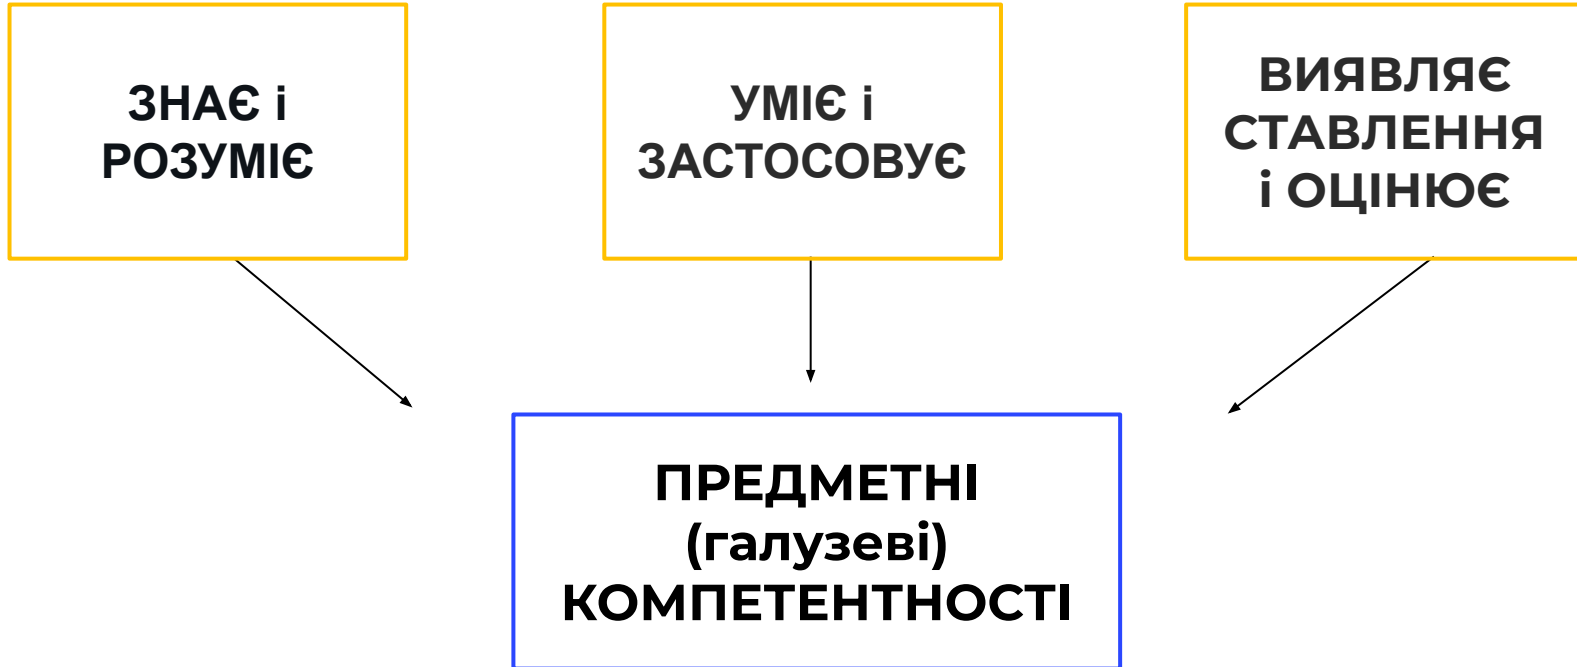 ЗНАЄ і
РОЗУМІЄ
УМІЄ і
ЗАСТОСОВУЄ
ВИЯВЛЯЄ
СТАВЛЕННЯ
і ОЦІНЮЄ
ПРЕДМЕТНІ
(галузеві)
КОМПЕТЕНТНОСТІ